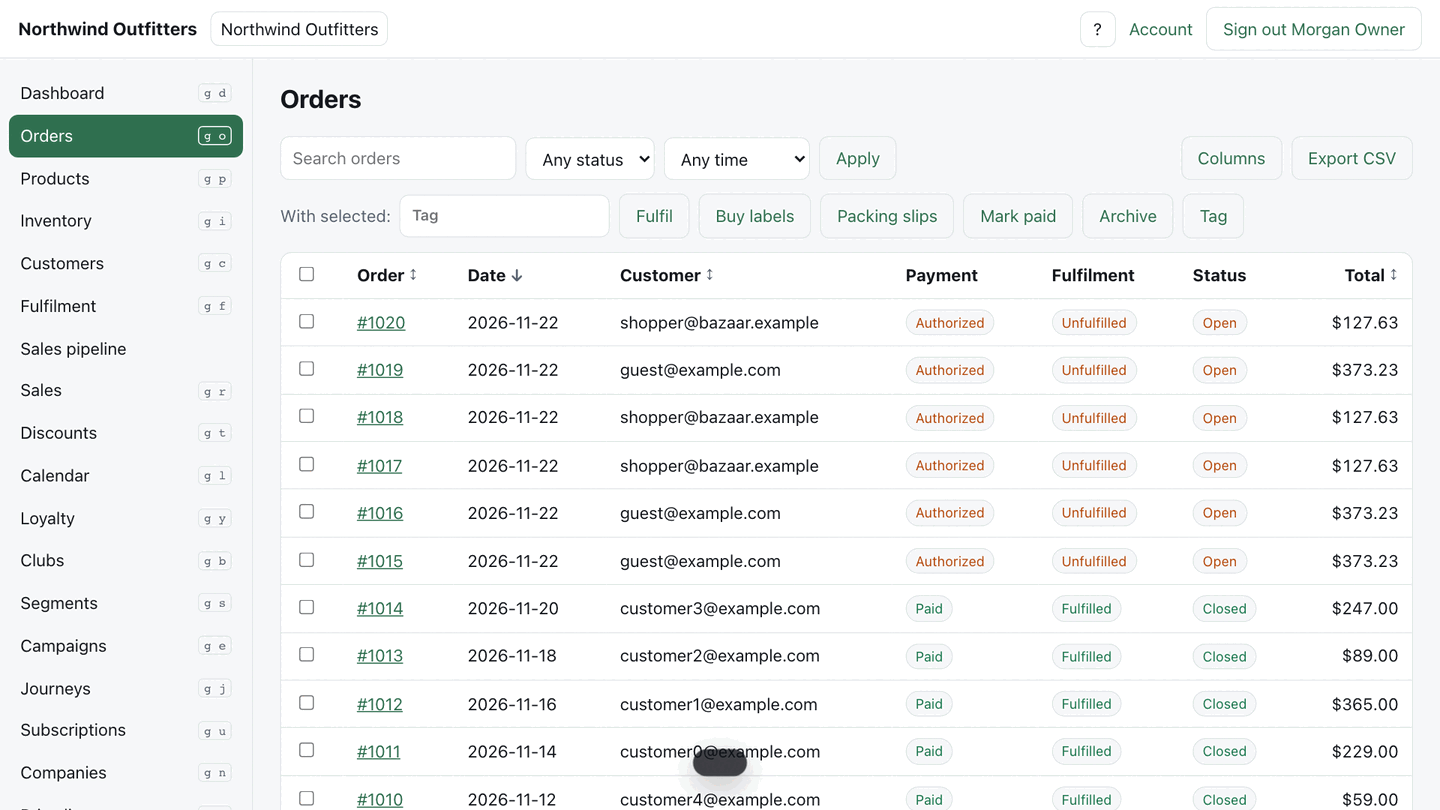 Northwind Outfitters Northwind Outfitters ? Account Sign out Morgan Owner
Dashboard g d
Orders g o
Products g p
Inventory g i
Customers g c
Fulfilment g f
Sales pipeline
Sales g r
Discounts g t
Calendar g l
Loyalty g y
Clubs g b
Segments g s
Campaigns g e
Journeys g j
Subscriptions g u
Companies g n
Orders
Search orders Any status Any time Apply Columns Export CSV
With selected: Tag Fulfil Buy labels Packing slips Mark paid Archive Tag
Order ↕ Date ↓ Customer ↕ Payment Fulfilment Status Total ↕
#1020 2026-11-22 shopper@bazaar.example Authorized Unfulfilled Open $127.63
#1019 2026-11-22 guest@example.com Authorized Unfulfilled Open $373.23
#1018 2026-11-22 shopper@bazaar.example Authorized Unfulfilled Open $127.63
#1017 2026-11-22 shopper@bazaar.example Authorized Unfulfilled Open $127.63
#1016 2026-11-22 guest@example.com Authorized Unfulfilled Open $373.23
#1015 2026-11-22 guest@example.com Authorized Unfulfilled Open $373.23
#1014 2026-11-20 customer3@example.com Paid Fulfilled Closed $247.00
#1013 2026-11-18 customer2@example.com Paid Fulfilled Closed $89.00
#1012 2026-11-16 customer1@example.com Paid Fulfilled Closed $365.00
#1011 2026-11-14 customer0@example.com Paid Fulfilled Closed $229.00
#1010 2026-11-12 customer4@example.com Paid Fulfilled Closed $59.00